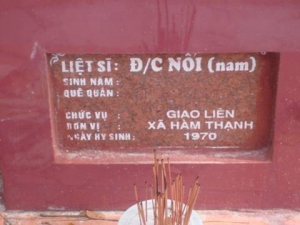 LIỆT SĨ: Đ/C NÔI (nam)
SINH NĂM :
QUÊ QUÁN :
CHỨC VỤ : GIAO LIÊN
ĐƠN VỊ : XÃ HÀM THẠNH
NGÀY HY SINH: 1970